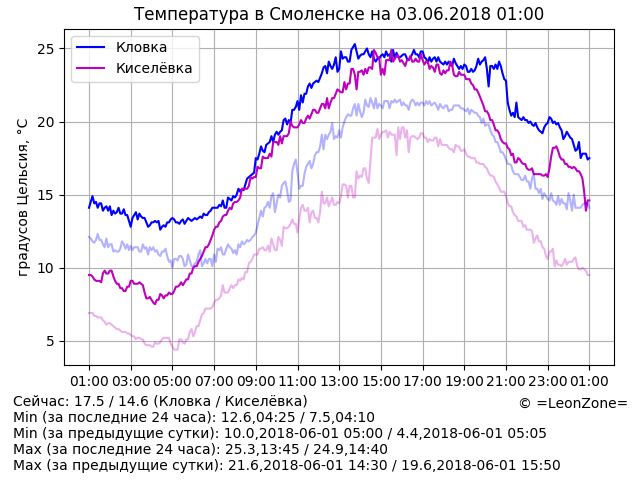 Температура в Смоленске на 03.06.2018 01:00
Кловка
Киселёвка
градусов Цельсия, °C
25
20
15
10
5
01:00 03:00 05:00 07:00 09:00 11:00 13:00 15:00 17:00 19:00 21:00 23:00 01:00
Сейчас: 17.5 / 14.6 (Кловка / Киселёвка)
© =LeonZone=
Min (за последние 24 часа): 12.6,04:25 / 7.5,04:10
Min (за предыдущие сутки): 10.0,2018-06-01 05:00 / 4.4,2018-06-01 05:05
Max (за последние 24 часа): 25.3,13:45 / 24.9,14:40
Max (за предыдущие сутки): 21.6,2018-06-01 14:30 / 19.6,2018-06-01 15:50